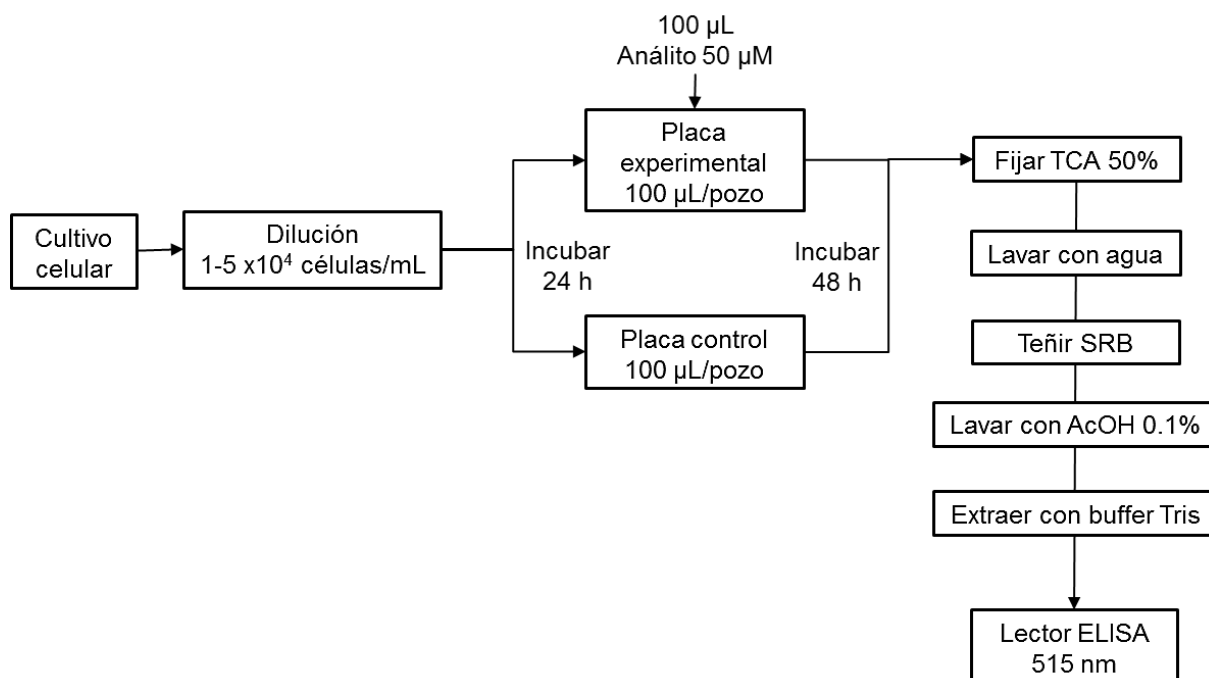 100 µL
Análito 50 µM
Placa
experimental
100 µL/pozo
Fijar TCA 50%
Cultivo
celular
Dilución
1-5 x10⁴ células/mL
Incubar
24 h
Incubar
48 h
Lavar con agua
Placa control
100 µL/pozo
Teñir SRB
Lavar con AcOH 0.1%
Extraer con buffer Tris
Lector ELISA
515 nm